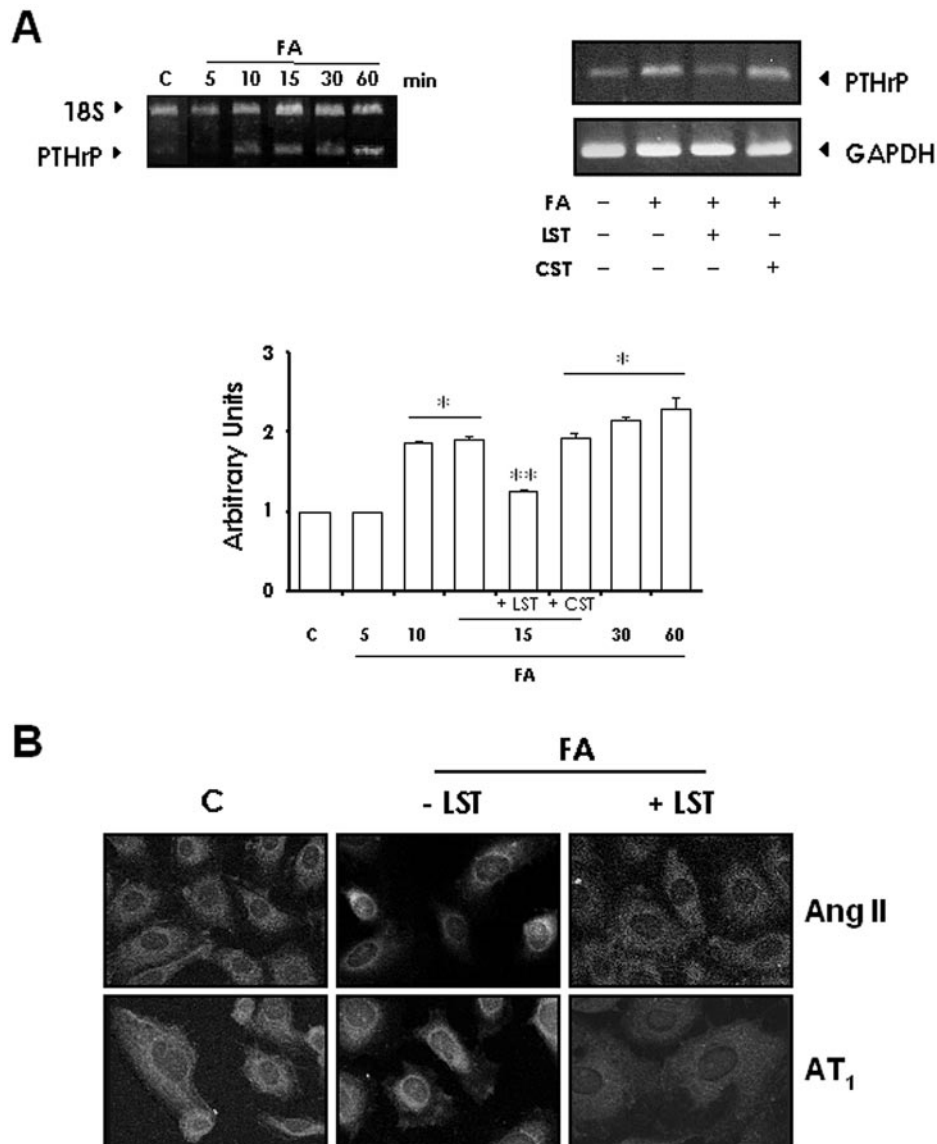 A
FA
C 5 10 15 30 60 min
18S
PTHrP
PTHrP
GAPDH
FA − + + +
LST − − + −
CST − − − +
Arbitrary Units
3
2
1
0
*
**
*
+ LST + CST
C 5 10 15 30 60
FA
B
FA
C - LST + LST
Ang II
AT₁